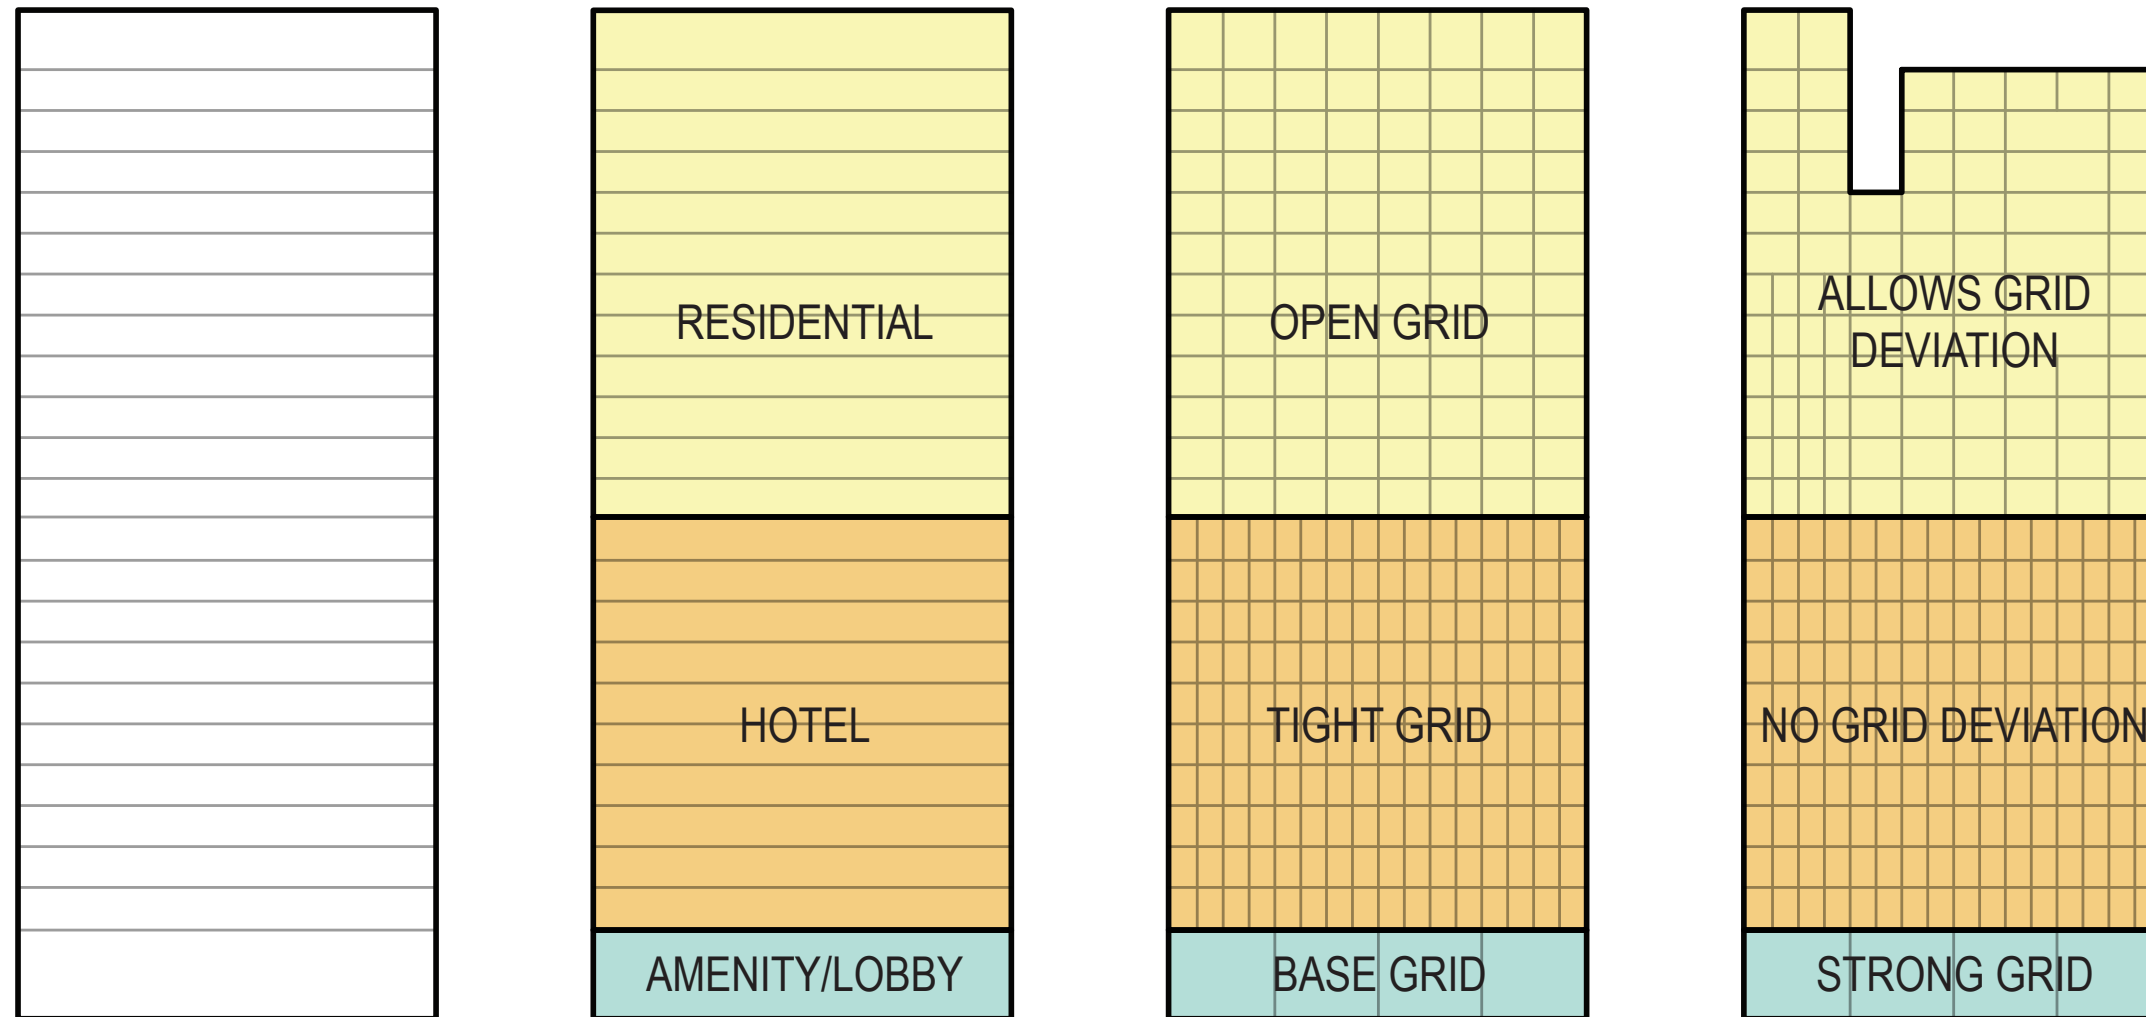 RESIDENTIAL
HOTEL
AMENITY/LOBBY
OPEN GRID
TIGHT GRID
BASE GRID
ALLOWS GRID
DEVIATION
NO GRID DEVIATION
STRONG GRID